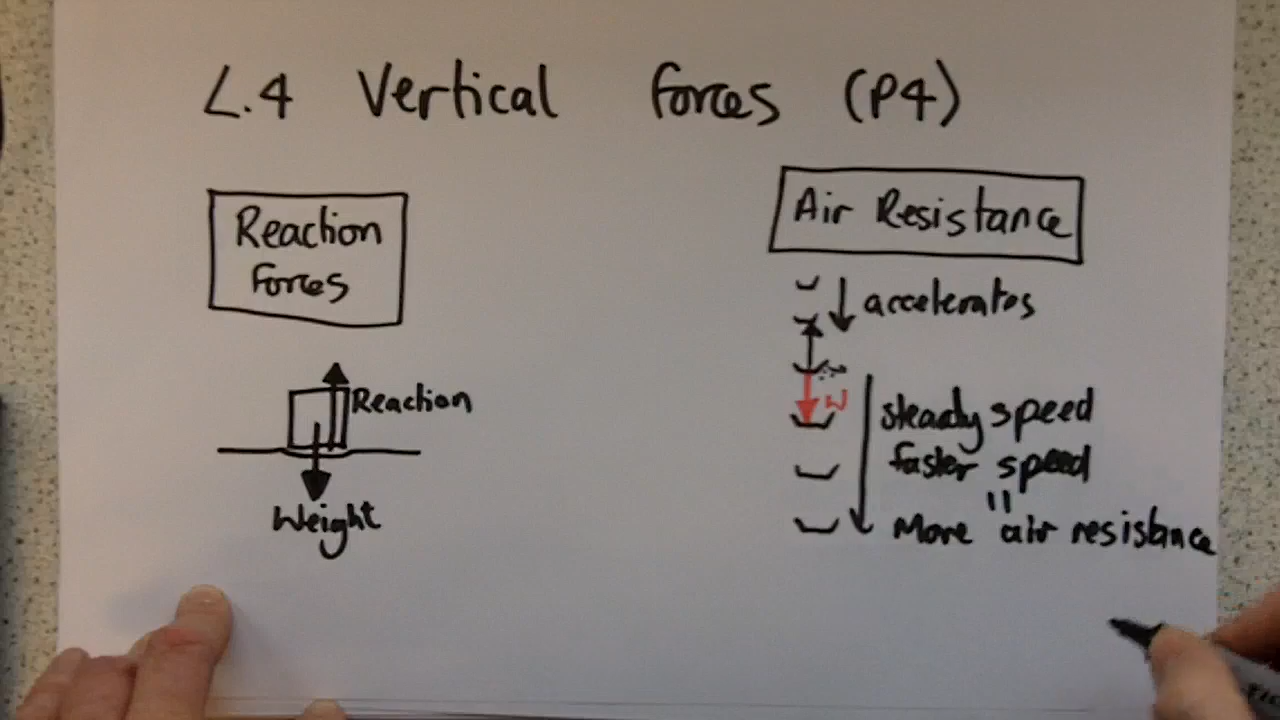 L.4 Vertical forces (P4)
Reaction
forces
Reaction
Weight
Air Resistance
accelerates
W
steady speed
faster speed
=
More air resistance